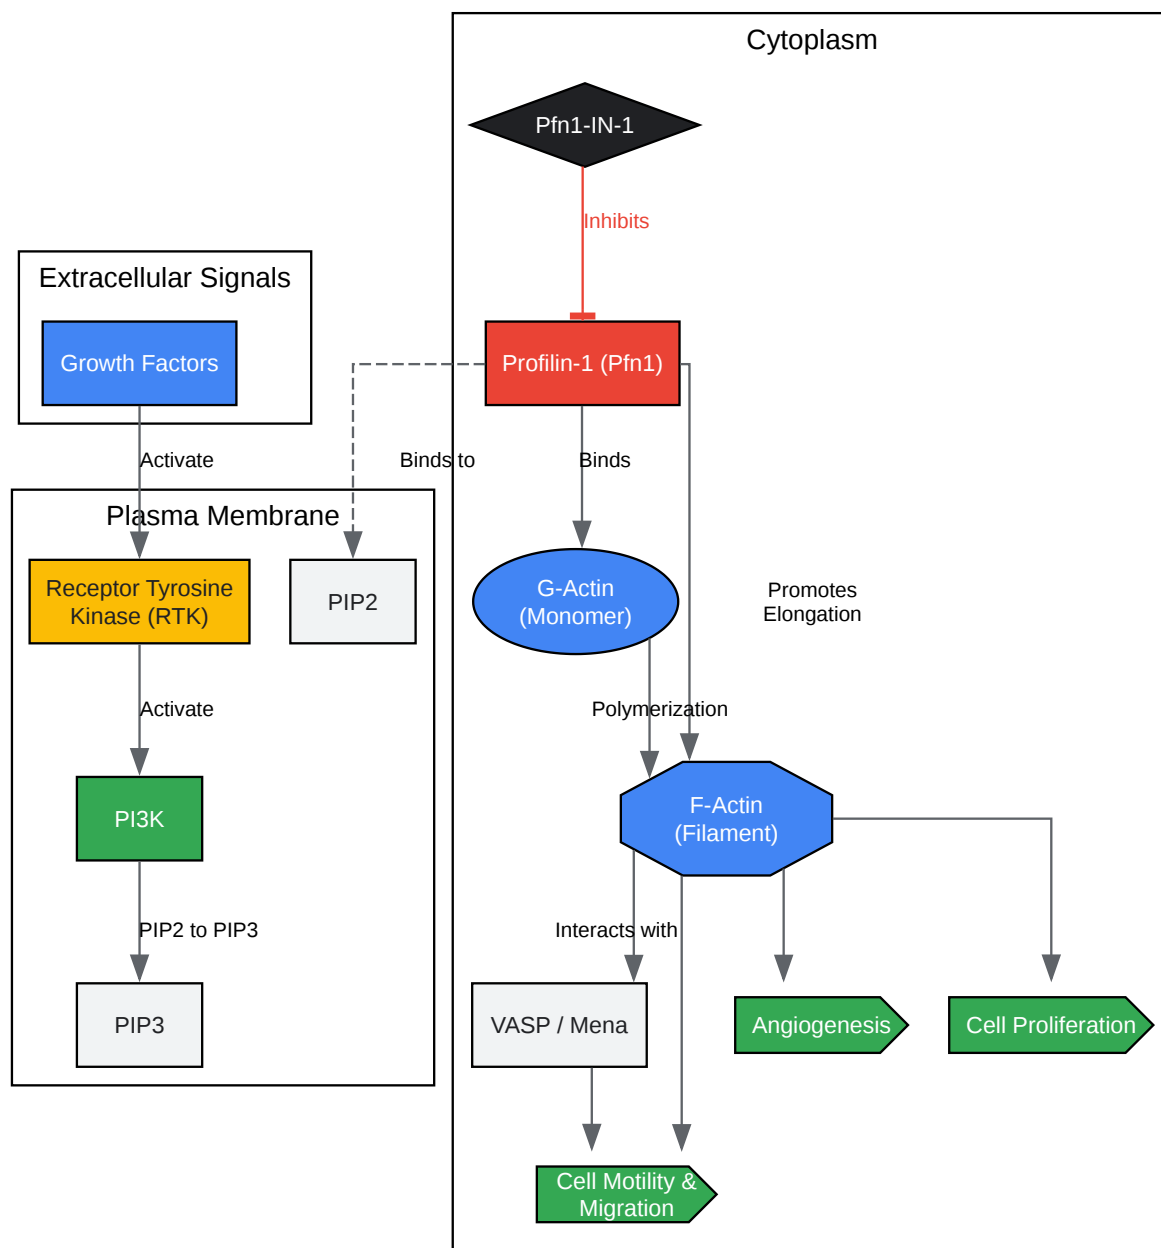 Cytoplasm
Pfn1-IN-1
Inhibits
Extracellular Signals
Growth Factors
Profilin-1 (Pfn1)
Activate
Binds to
Binds
Plasma Membrane
Receptor Tyrosine
Kinase (RTK)
PIP2
G-Actin
(Monomer)
Promotes
Elongation
Activate
Polymerization
PI3K
F-Actin
(Filament)
PIP2 to PIP3
Interacts with
PIP3
VASP / Mena
Angiogenesis
Cell Proliferation
Cell Motility &
Migration